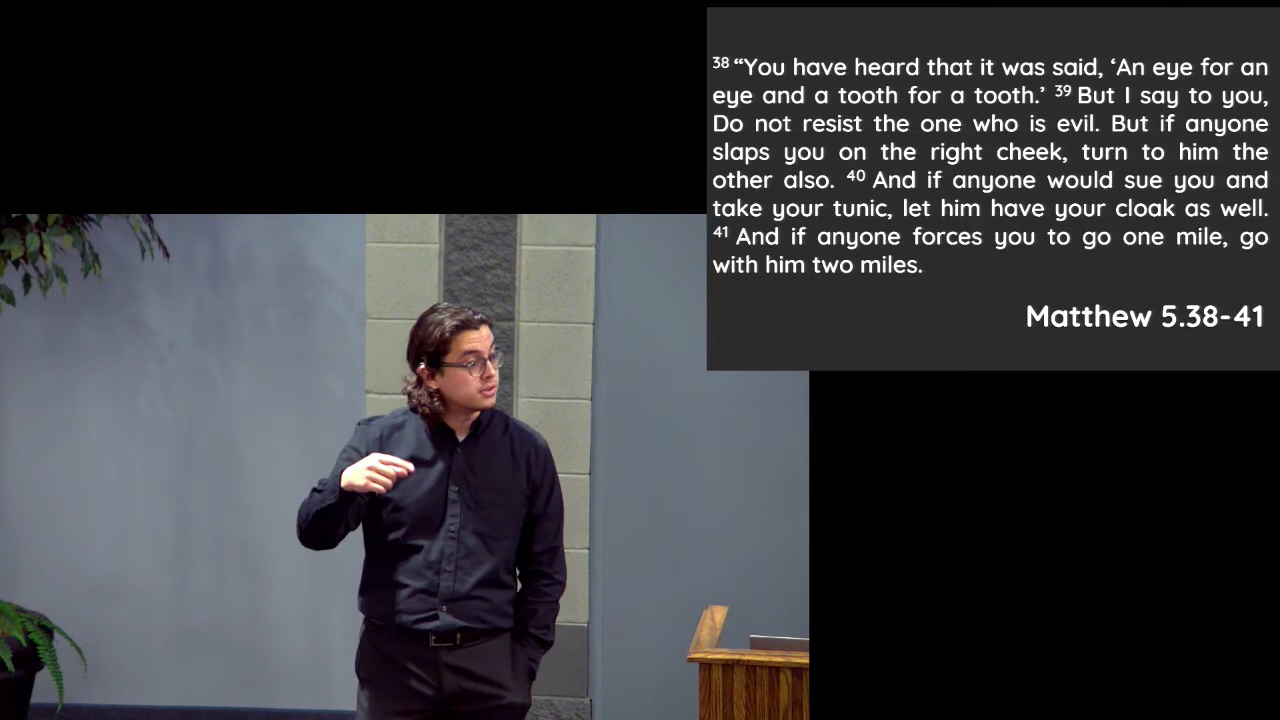 38 “You have heard that it was said, ‘An eye for an
eye and a tooth for a tooth.’ 39 But I say to you,
Do not resist the one who is evil. But if anyone
slaps you on the right cheek, turn to him the
other also. 40 And if anyone would sue you and
take your tunic, let him have your cloak as well.
41 And if anyone forces you to go one mile, go
with him two miles.
Matthew 5.38-41